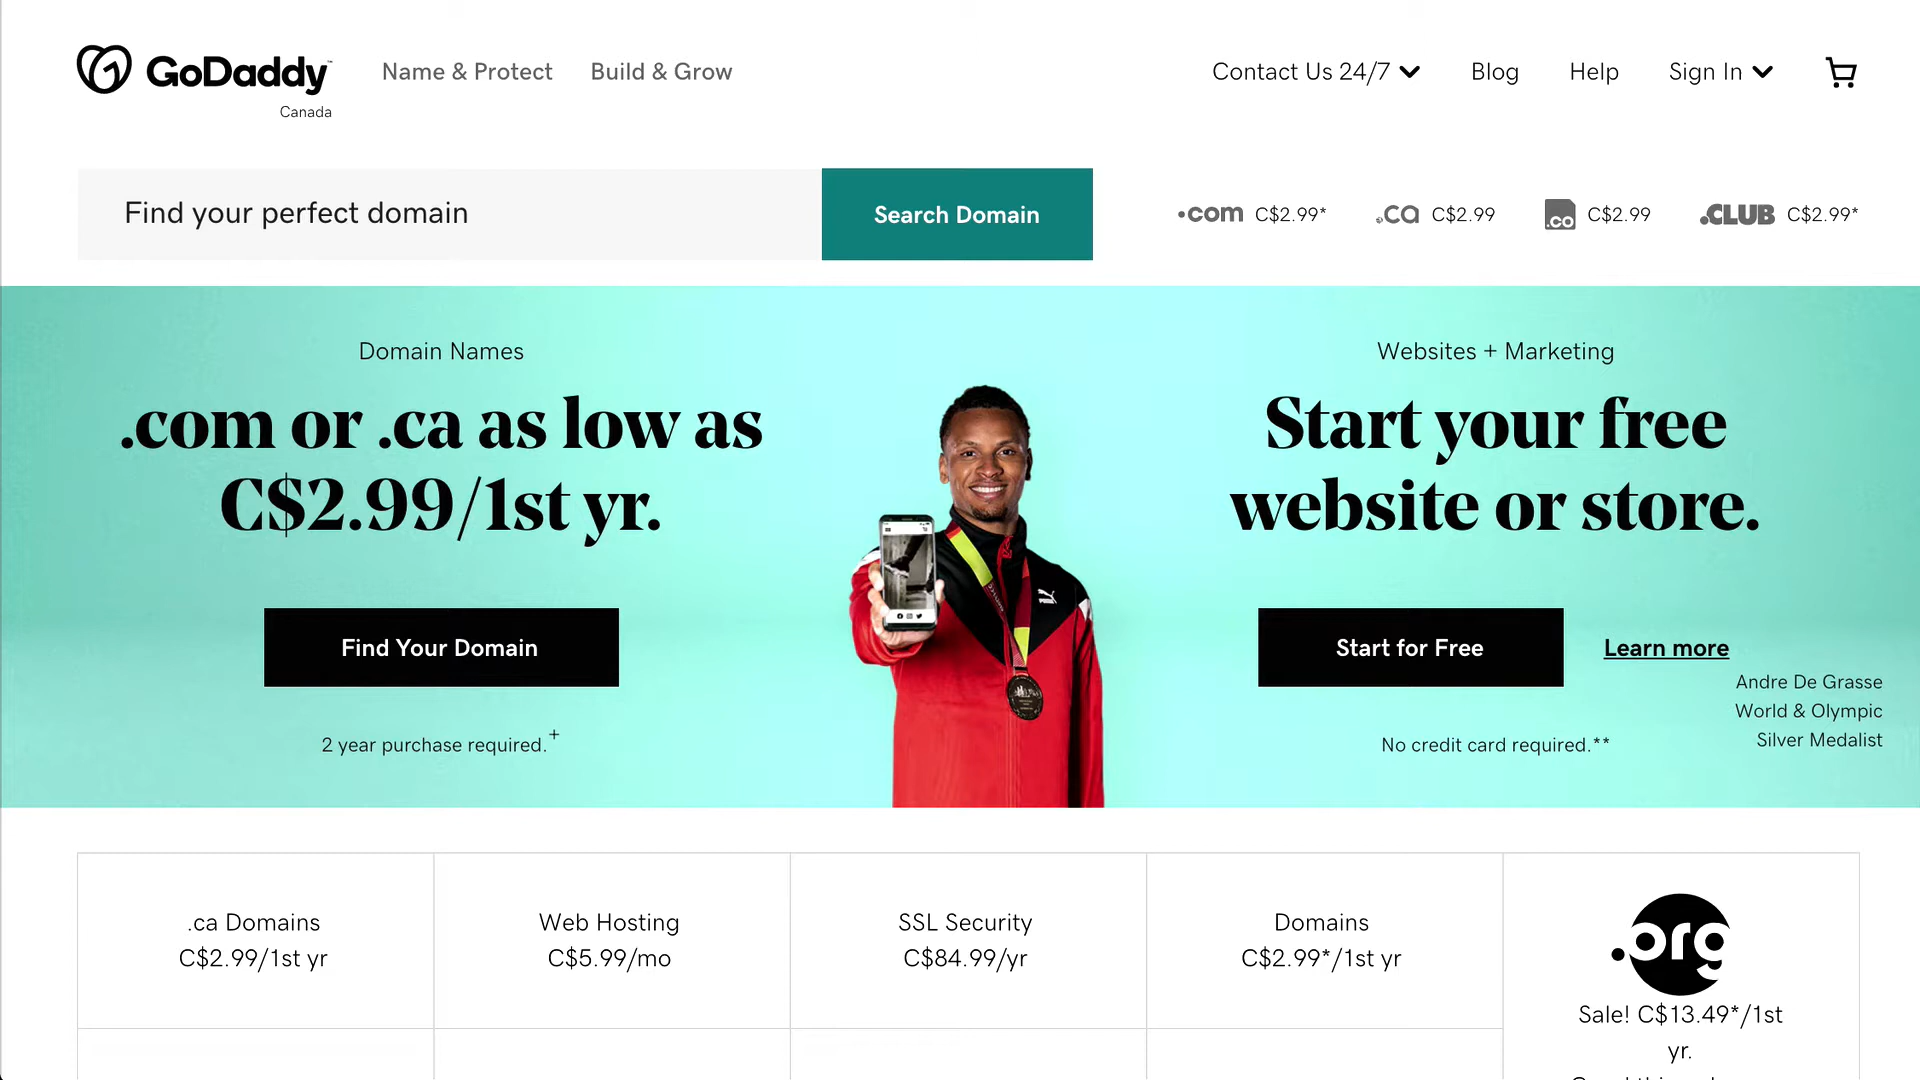 GoDaddy™
Canada
Name & Protect
Build & Grow
Contact Us 24/7
Blog
Help
Sign In
Find your perfect domain
Search Domain
.com C$2.99*
.ca C$2.99
.co C$2.99
.CLUB C$2.99*
Domain Names
.com or .ca as low as
C$2.99/1st yr.
Find Your Domain
2 year purchase required.+
Websites + Marketing
Start your free
website or store.
Start for Free
Learn more
No credit card required.**
Andre De Grasse
World & Olympic
Silver Medalist
.ca Domains
C$2.99/1st yr
Web Hosting
C$5.99/mo
SSL Security
C$84.99/yr
Domains
C$2.99*/1st yr
.org
Sale! C$13.49*/1st
yr.